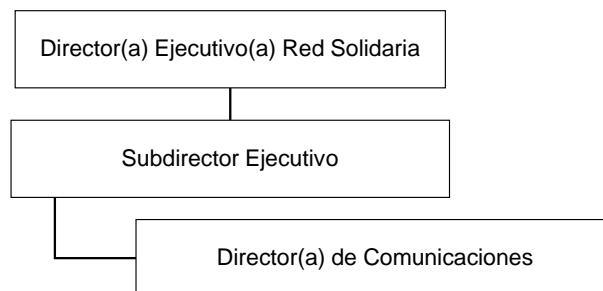 Director(a) Ejecutivo(a) Red Solidaria
Subdirector Ejecutivo
Director(a) de Comunicaciones